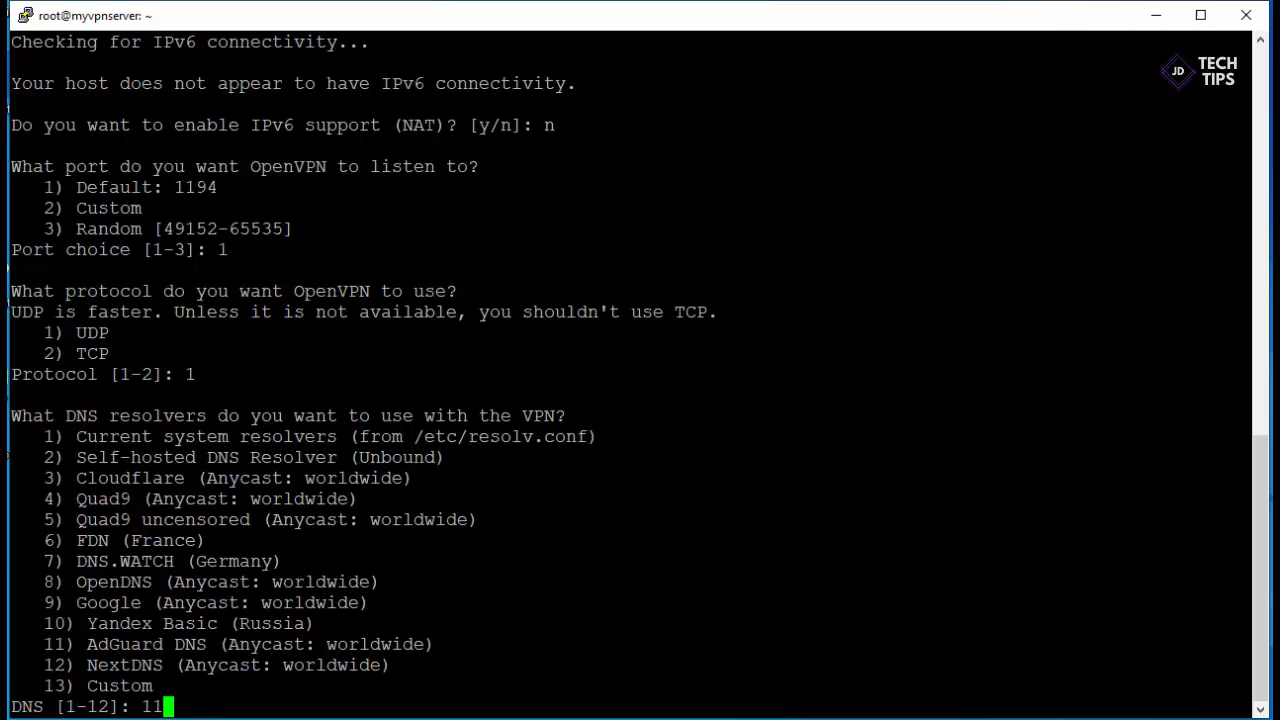 root@myvpnserver: ~
Checking for IPv6 connectivity...
Your host does not appear to have IPv6 connectivity.
Do you want to enable IPv6 support (NAT)? [y/n]: n
What port do you want OpenVPN to listen to?
1) Default: 1194
2) Custom
3) Random [49152-65535]
Port choice [1-3]: 1
What protocol do you want OpenVPN to use?
UDP is faster. Unless it is not available, you shouldn't use TCP.
1) UDP
2) TCP
Protocol [1-2]: 1
What DNS resolvers do you want to use with the VPN?
1) Current system resolvers (from /etc/resolv.conf)
2) Self-hosted DNS Resolver (Unbound)
3) Cloudflare (Anycast: worldwide)
4) Quad9 (Anycast: worldwide)
5) Quad9 uncensored (Anycast: worldwide)
6) FDN (France)
7) DNS.WATCH (Germany)
8) OpenDNS (Anycast: worldwide)
9) Google (Anycast: worldwide)
10) Yandex Basic (Russia)
11) AdGuard DNS (Anycast: worldwide)
12) NextDNS (Anycast: worldwide)
13) Custom
DNS [1-12]: 11
JD
TECH
TIPS